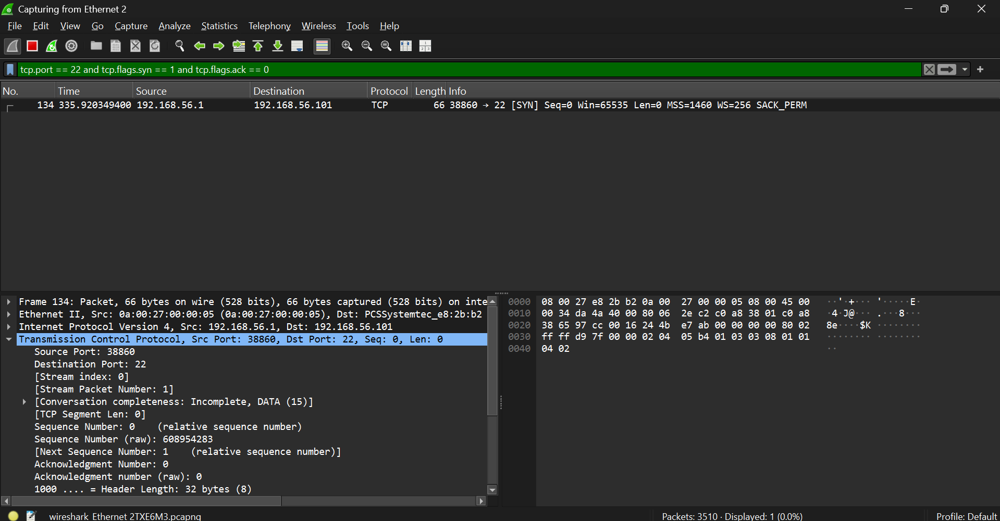 Capturing from Ethernet 2
File Edit View Go Capture Analyze Statistics Telephony Wireless Tools Help
tcp.port == 22 and tcp.flags.syn == 1 and tcp.flags.ack == 0
No. Time Source Destination Protocol Length Info
134 335.920349400 192.168.56.1 192.168.56.101 TCP 66 38860 → 22 [SYN] Seq=0 Win=65535 Len=0 MSS=1460 WS=256 SACK_PERM
Frame 134: Packet, 66 bytes on wire (528 bits), 66 bytes captured (528 bits) on inte
Ethernet II, Src: 0a:00:27:00:00:05 (0a:00:27:00:00:05), Dst: PCSSystemtec_e8:2b:b2
Internet Protocol Version 4, Src: 192.168.56.1, Dst: 192.168.56.101
Transmission Control Protocol, Src Port: 38860, Dst Port: 22, Seq: 0, Len: 0
Source Port: 38860
Destination Port: 22
[Stream index: 0]
[Stream Packet Number: 1]
[Conversation completeness: Incomplete, DATA (15)]
[TCP Segment Len: 0]
Sequence Number: 0 (relative sequence number)
Sequence Number (raw): 608954283
[Next Sequence Number: 1 (relative sequence number)]
Acknowledgment Number: 0
Acknowledgment number (raw): 0
1000 .... = Header Length: 32 bytes (8)
0000 08 00 27 e8 2b b2 0a 00 27 00 00 05 08 00 45 00 ··'·+··· '·····E·
0010 00 34 da 4a 40 00 80 06 2e c2 c0 a8 38 01 c0 a8 ·4·J@··· .···8···
0020 38 65 97 cc 00 16 24 4b e7 ab 00 00 00 00 80 02 8e····$K ········
0030 ff ff d9 7f 00 00 02 04 05 b4 01 03 03 08 01 01 ········ ········
0040 04 02 ··
wireshark_Ethernet 2TXE6M3.pcapng
Packets: 3510 · Displayed: 1 (0.0%)
Profile: Default